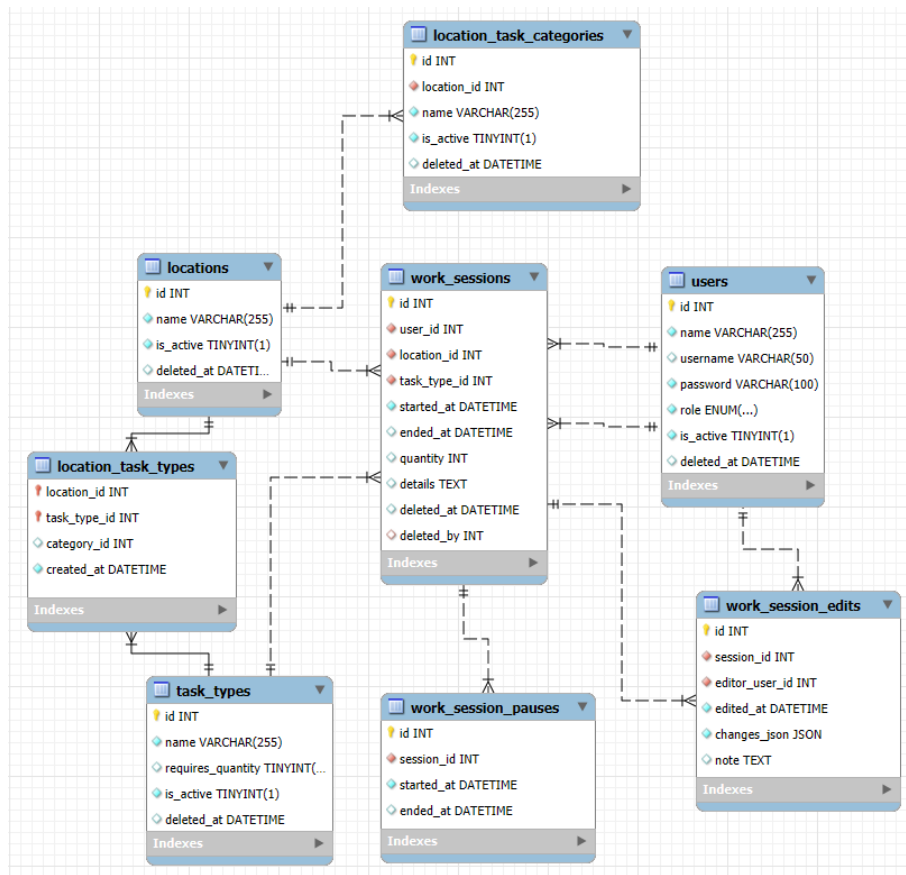 location_task_categories
id INT
location_id INT
name VARCHAR(255)
is_active TINYINT(1)
deleted_at DATETIME
Indexes
locations
id INT
name VARCHAR(255)
is_active TINYINT(1)
deleted_at DATETI...
Indexes
work_sessions
id INT
user_id INT
location_id INT
task_type_id INT
started_at DATETIME
ended_at DATETIME
quantity INT
details TEXT
deleted_at DATETIME
deleted_by INT
Indexes
users
id INT
name VARCHAR(255)
username VARCHAR(50)
password VARCHAR(100)
role ENUM(...)
is_active TINYINT(1)
deleted_at DATETIME
Indexes
location_task_types
location_id INT
task_type_id INT
category_id INT
created_at DATETIME
Indexes
work_session_edits
id INT
session_id INT
editor_user_id INT
edited_at DATETIME
changes_json JSON
note TEXT
Indexes
task_types
id INT
name VARCHAR(255)
requires_quantity TINYINT(...
is_active TINYINT(1)
deleted_at DATETIME
Indexes
work_session_pauses
id INT
session_id INT
started_at DATETIME
ended_at DATETIME
Indexes